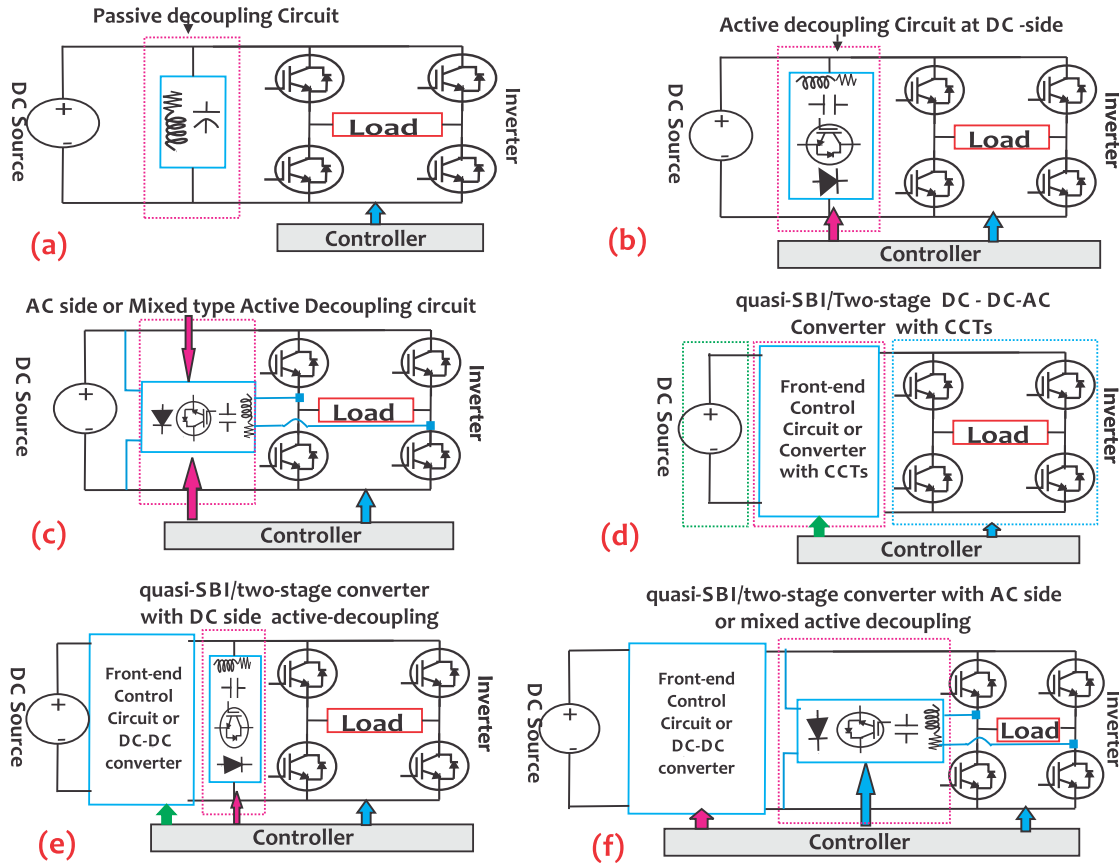 Passive decoupling Circuit
DC Source
+
-
Load
Inverter
Controller
(a)
Active decoupling Circuit at DC -side
DC Source
+
-
Load
Inverter
Controller
(b)
AC side or Mixed type Active Decoupling circuit
DC Source
+
-
Load
Inverter
Controller
(c)
quasi-SBI/Two-stage DC - DC-AC
Converter with CCTs
DC Source
+
-
Front-end
Control
Circuit or
Converter
with CCTs
Load
Inverter
Controller
(d)
quasi-SBI/two-stage converter
with DC side active-decoupling
DC Source
+
-
Front-end
Control
Circuit or
DC-DC
converter
Load
Inverter
Controller
(e)
quasi-SBI/two-stage converter with AC side
or mixed active decoupling
DC Source
+
-
Front-end
Control
Circuit or
DC-DC
converter
Load
Inverter
Controller
(f)